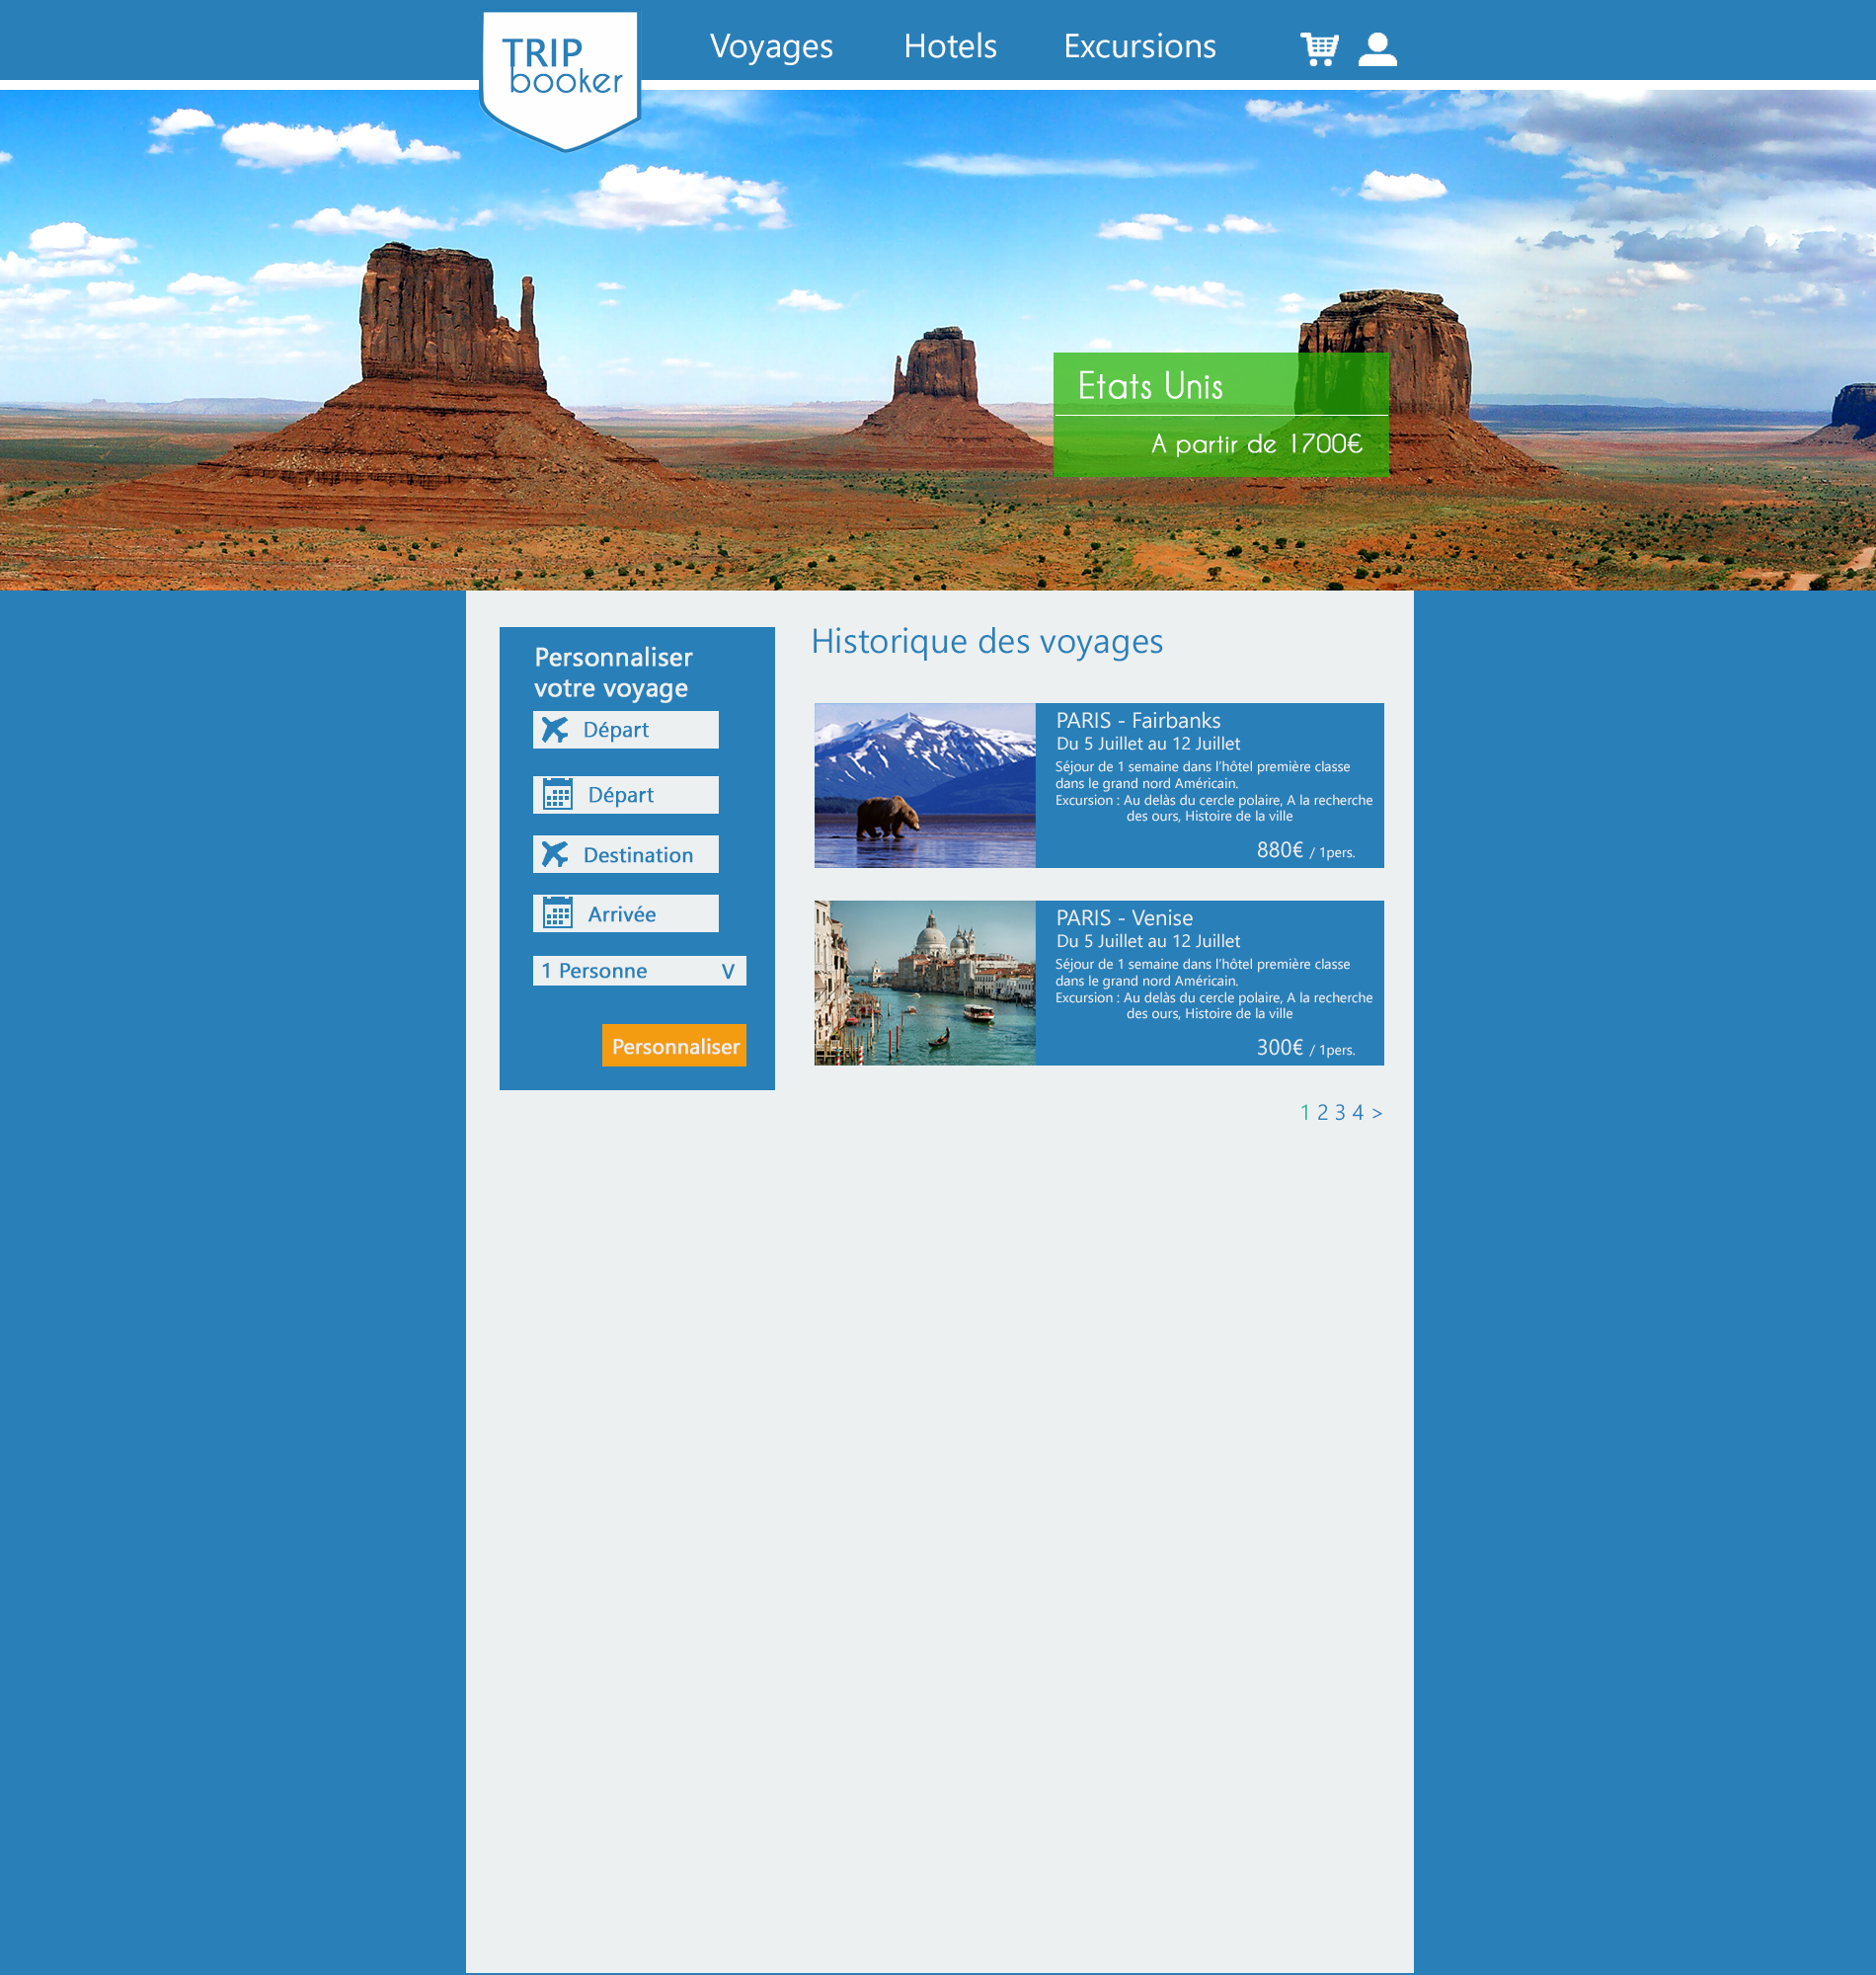 TRIP
booker
Voyages Hotels Excursions
Etats Unis
A partir de 1700€
Personnaliser
votre voyage
Départ
Départ
Destination
Arrivée
1 Personne V
Personnaliser
Historique des voyages
PARIS - Fairbanks
Du 5 Juillet au 12 Juillet
Séjour de 1 semaine dans l'hôtel première classe
dans le grand nord Américain.
Excursion : Au delàs du cercle polaire, A la recherche
des ours, Histoire de la ville
880€ / 1pers.
PARIS - Venise
Du 5 Juillet au 12 Juillet
Séjour de 1 semaine dans l'hôtel première classe
dans le grand nord Américain.
Excursion : Au delàs du cercle polaire, A la recherche
des ours, Histoire de la ville
300€ / 1pers.
1 2 3 4 >